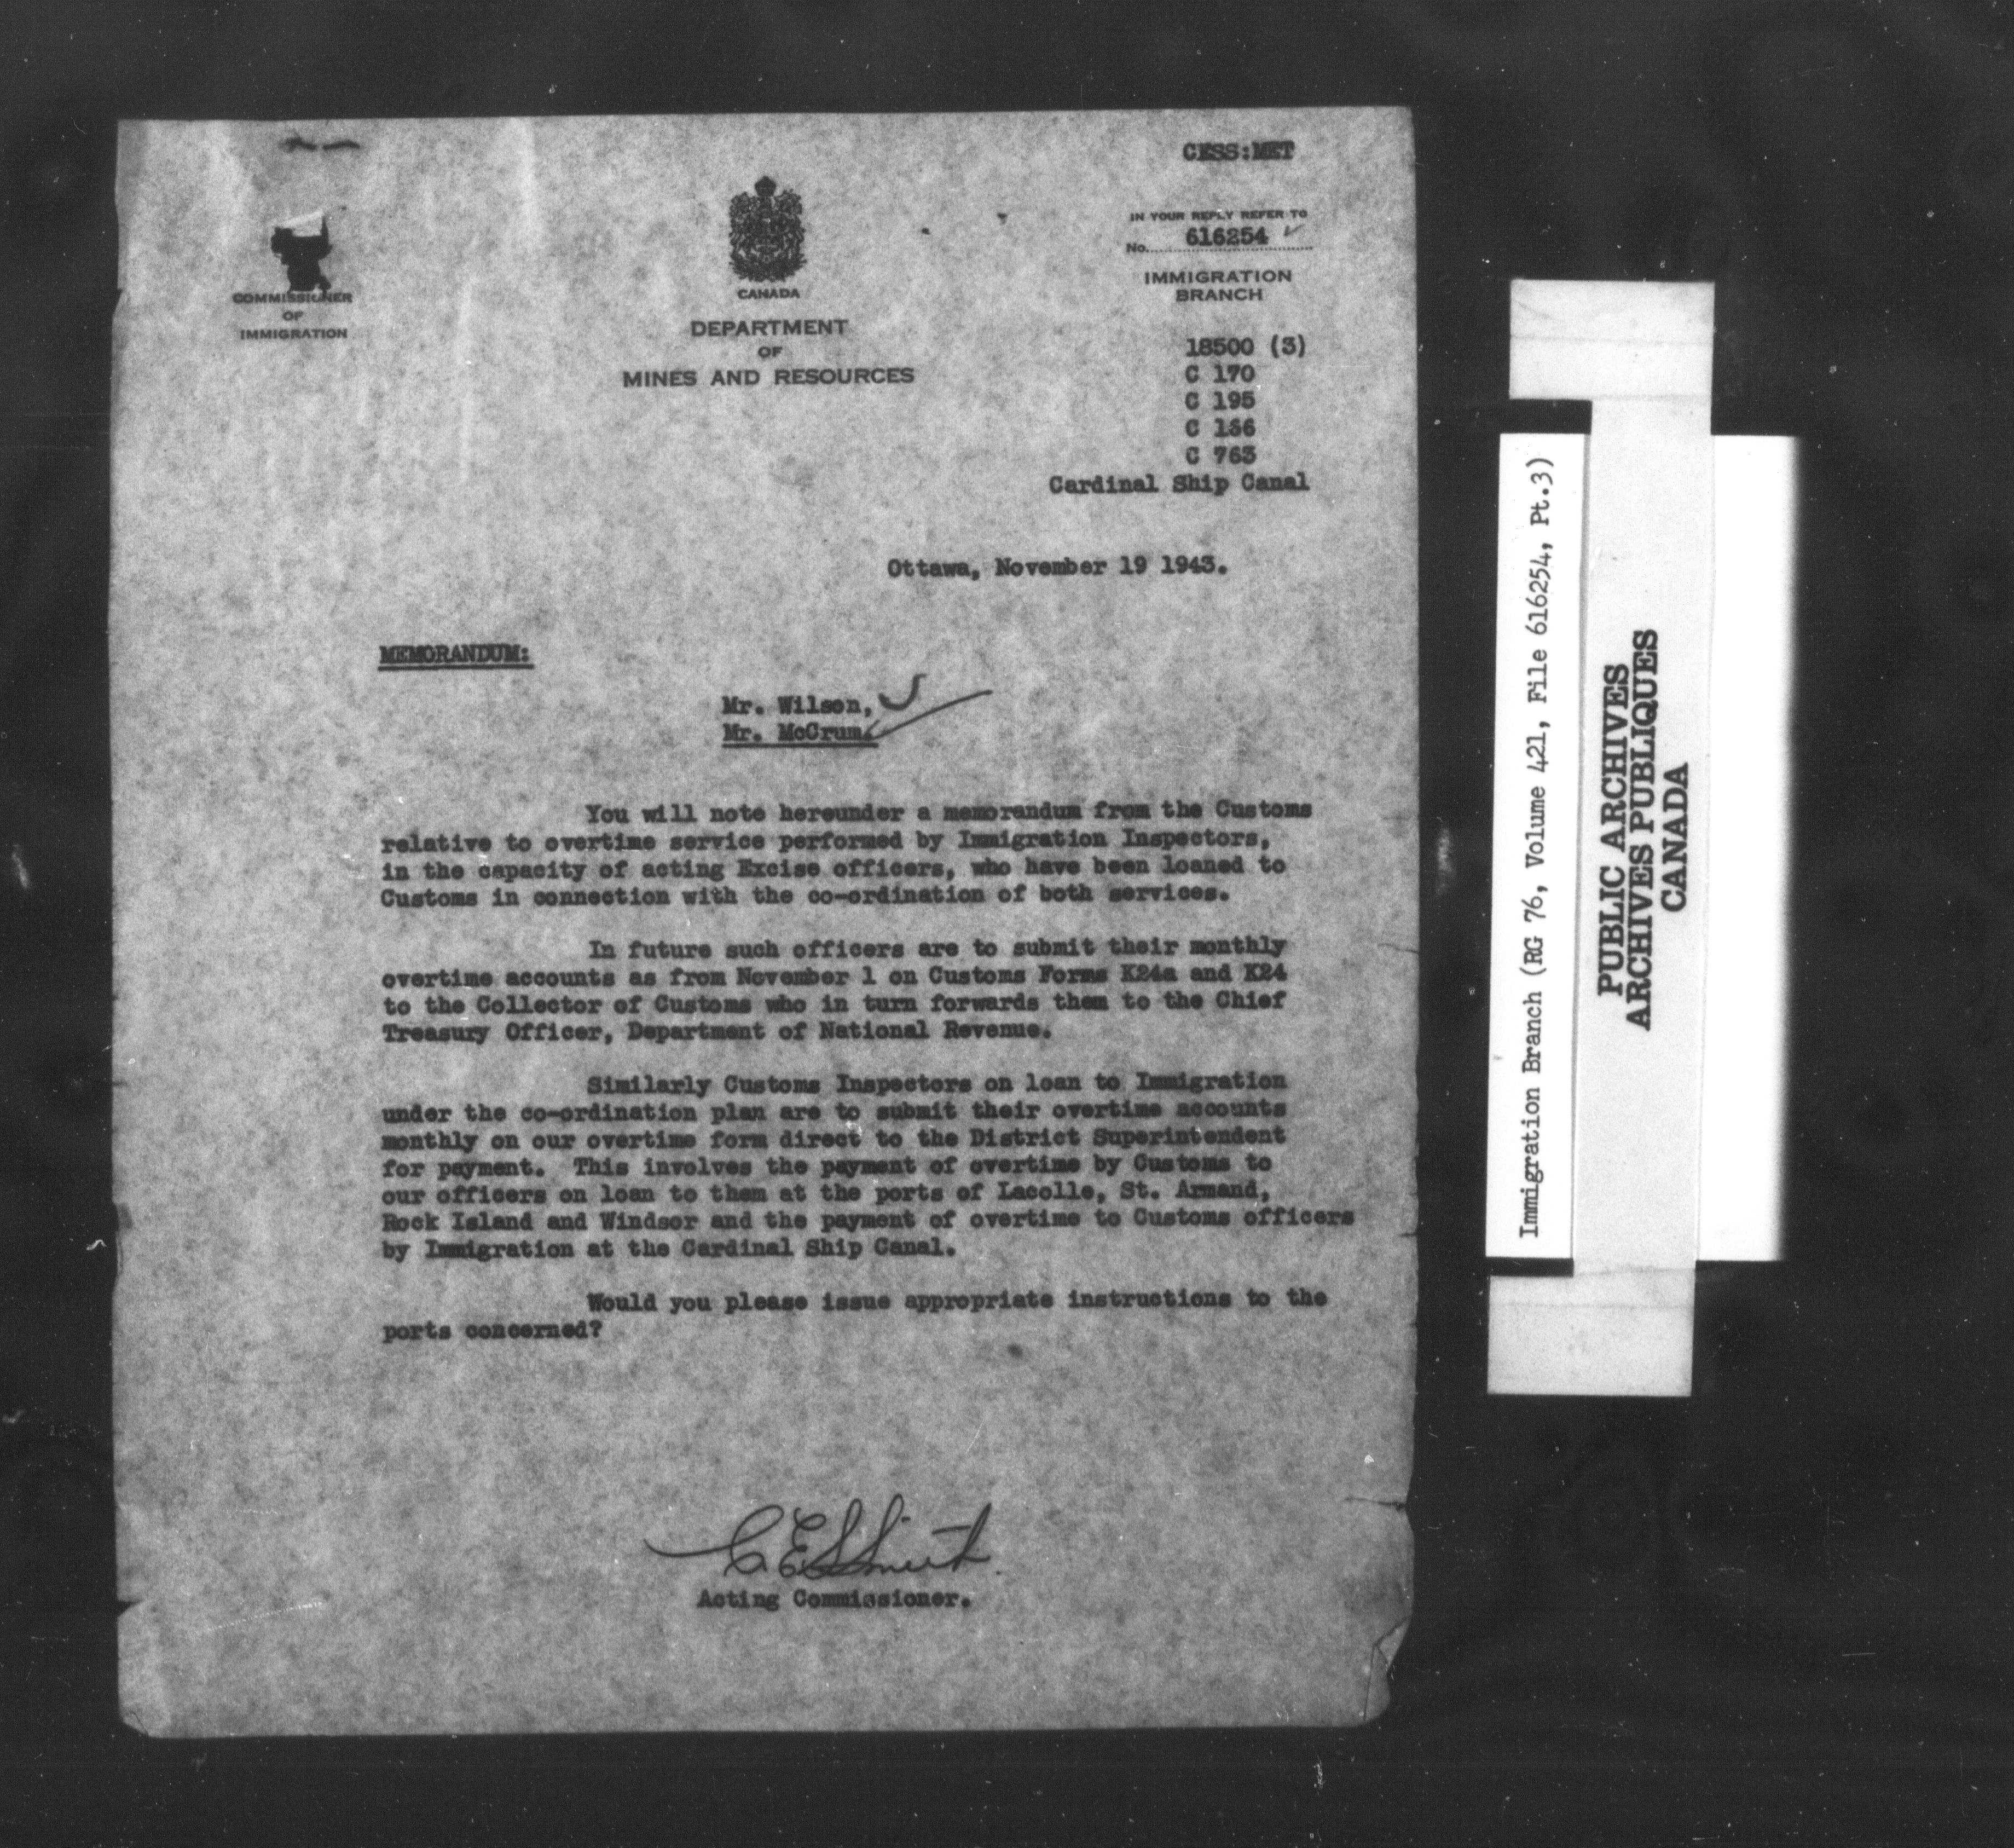 CESS:MET
COMMISSIONER
OF
IMMIGRATION
CANADA
DEPARTMENT
OF
MINES AND RESOURCES
IN YOUR REPLY REFER TO
No. 616254
IMMIGRATION
BRANCH
18500 (3)
C 170
C 195
C 136
C 763
Cardinal Ship Canal
Ottawa, November 19 1943.
MEMORANDUM:
Mr. Wilson,
Mr. McCrum.
You will note hereunder a memorandum from the Customs
relative to overtime service performed by Immigration Inspectors,
in the capacity of acting Excise officers, who have been loaned to
Customs in connection with the co-ordination of both services.
In future such officers are to submit their monthly
overtime accounts as from November 1 on Customs Forms K24a and K24
to the Collector of Customs who in turn forwards them to the Chief
Treasury Officer, Department of National Revenue.
Similarly Customs Inspectors on loan to Immigration
under the co-ordination plan are to submit their overtime accounts
monthly on our overtime form direct to the District Superintendent
for payment. This involves the payment of overtime by Customs to
our officers on loan to them at the ports of Lacolle, St. Armand,
Rock Island and Windsor and the payment of overtime to Customs officers
by Immigration at the Cardinal Ship Canal.
Would you please issue appropriate instructions to the
ports concerned?
C.E.S. Smith
Acting Commissioner.
Immigration Branch (RG 76, Volume 421, File 616254, Pt.3)
PUBLIC ARCHIVES
ARCHIVES PUBLIQUES
CANADA